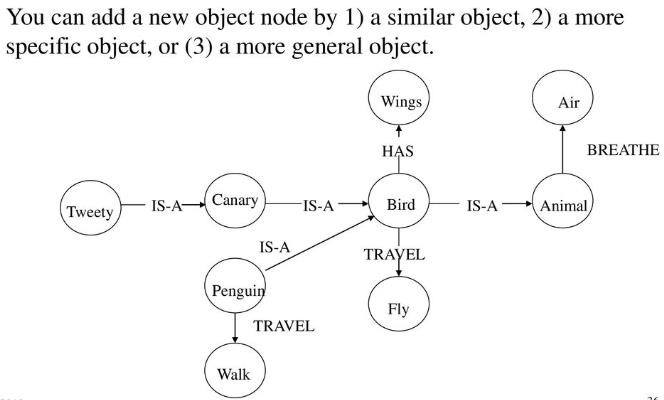 You can add a new object node by 1) a similar object, 2) a more
specific object, or (3) a more general object.
Wings
Air
HAS
BREATHE
Tweety
IS-A
Canary
IS-A
Bird
IS-A
Animal
IS-A
TRAVEL
Penguin
Fly
TRAVEL
Walk